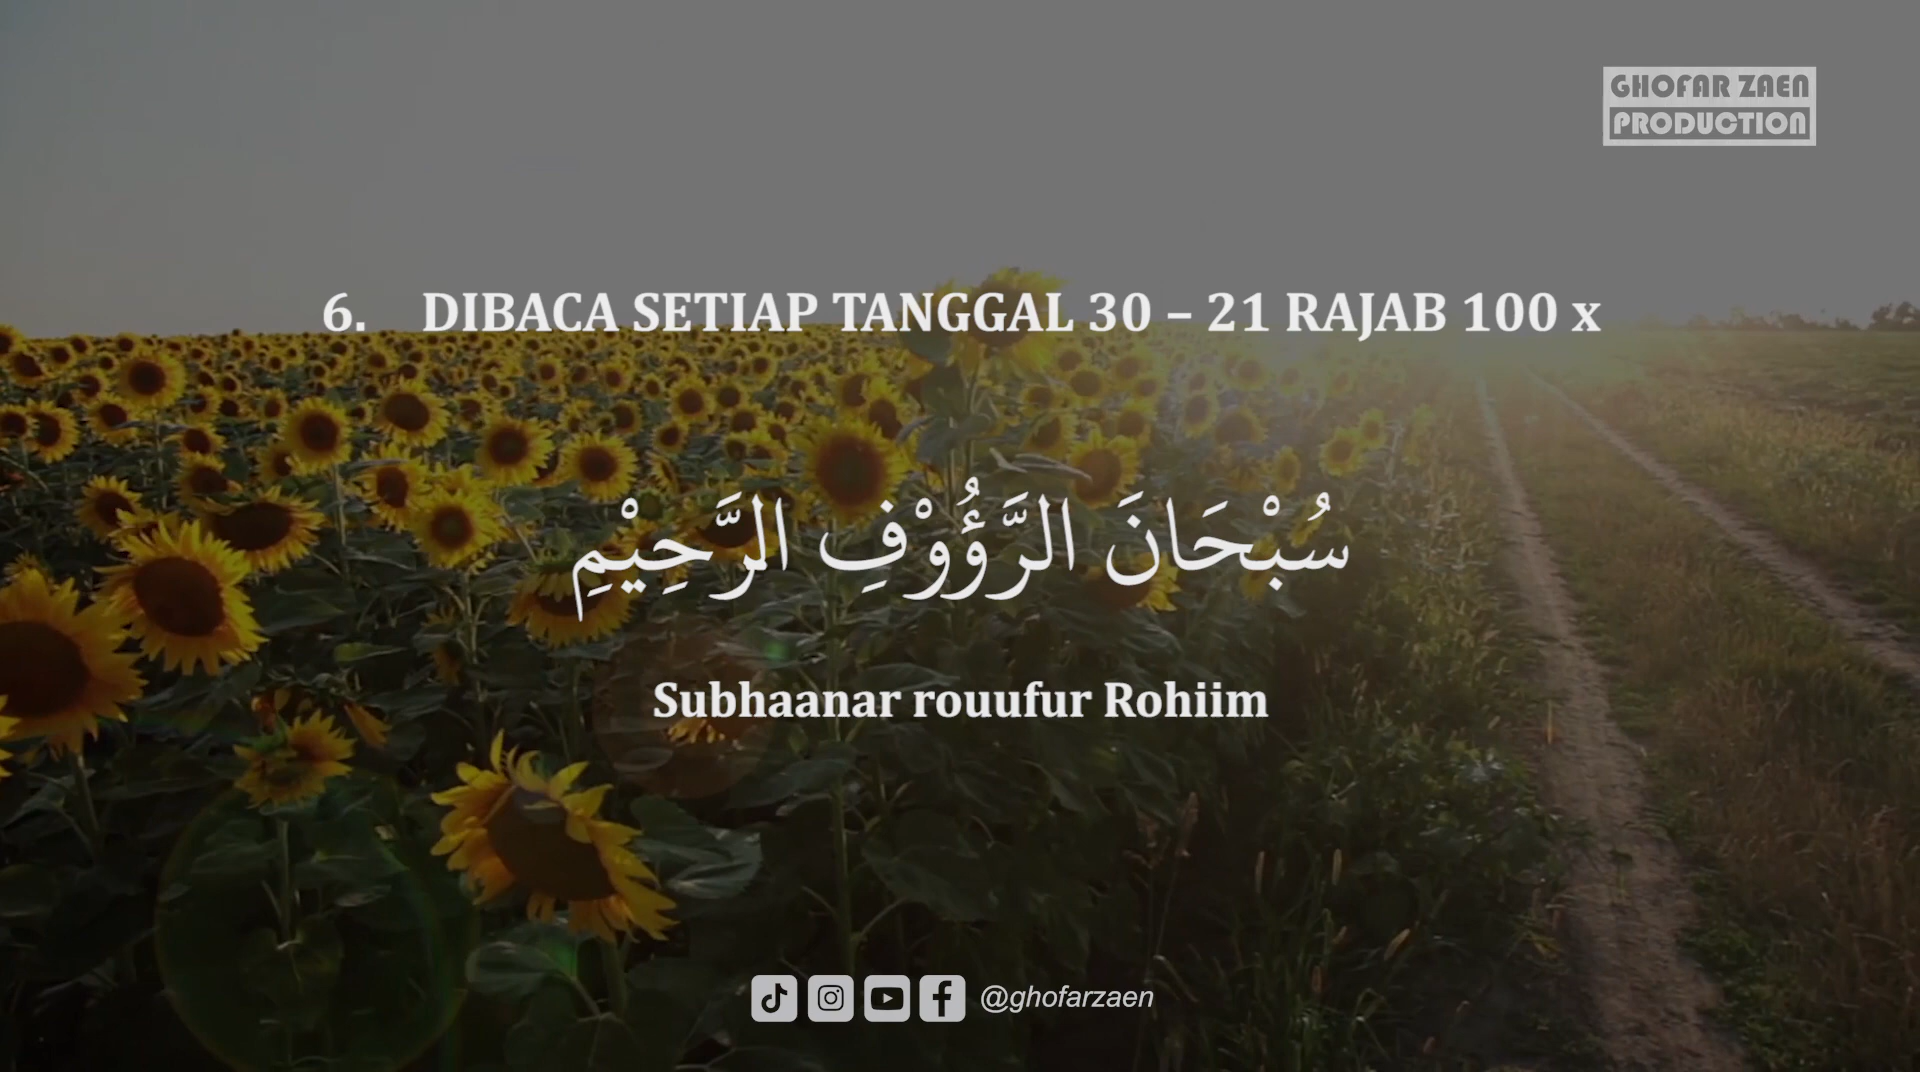 GHOFAR ZAEN
PRODUCTION
6. DIBACA SETIAP TANGGAL 30 – 21 RAJAB 100 x
سُبْحَانَ الرَّؤُوْفِ الرَّحِيْمِ
Subhaanar rouufur Rohiim
@ghofarzaen